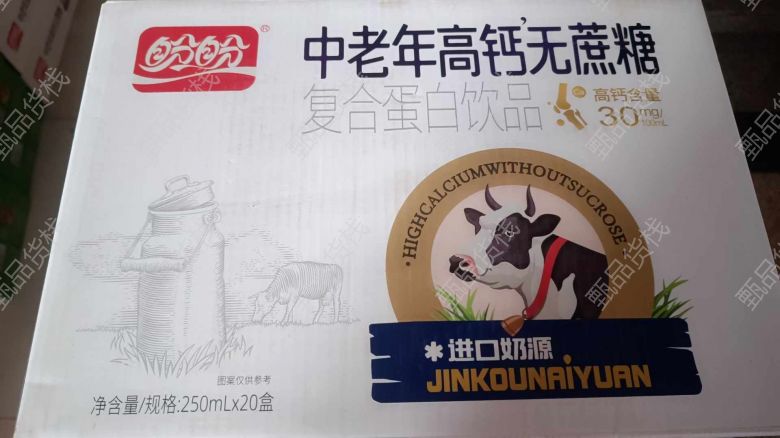 盼盼®
中老年高钙无蔗糖
复合蛋白饮品
Ca
高钙含量
30mg/100mL
·HIGHCALCIUMWITHOUTSUCROSE·
*进口奶源
JINKOUNAIYUAN
图案仅供参考
净含量/规格:250mLx20盒
甄品货栈